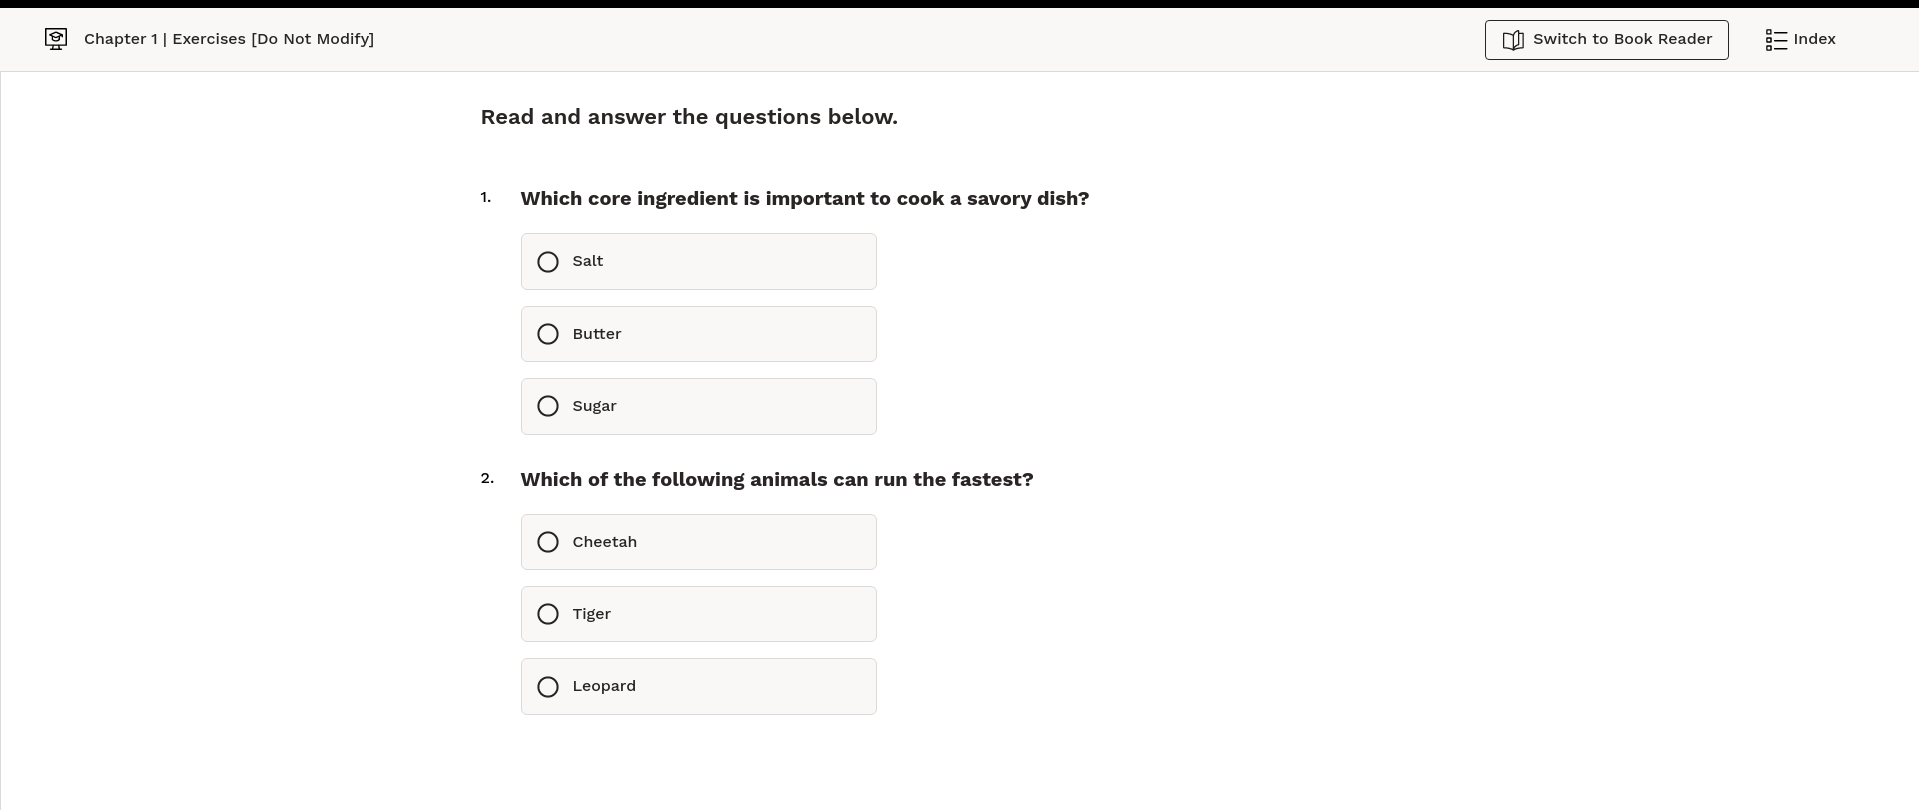 Chapter 1 | Exercises [Do Not Modify]
Switch to Book Reader
Index
Read and answer the questions below.
1. Which core ingredient is important to cook a savory dish?
Salt
Butter
Sugar
2. Which of the following animals can run the fastest?
Cheetah
Tiger
Leopard